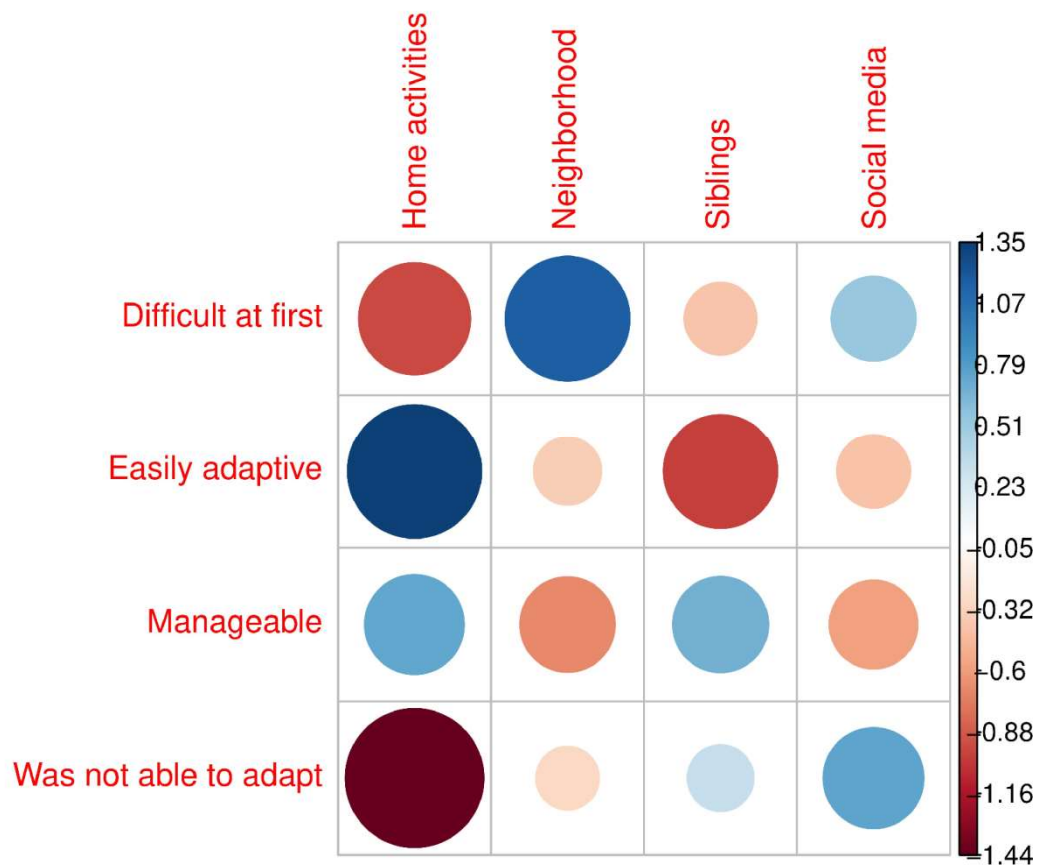 Home activities
Neighborhood
Siblings
Social media
Difficult at first
Easily adaptive
Manageable
Was not able to adapt
1.35
1.07
0.79
0.51
0.23
-0.05
-0.32
-0.6
-0.88
-1.16
-1.44